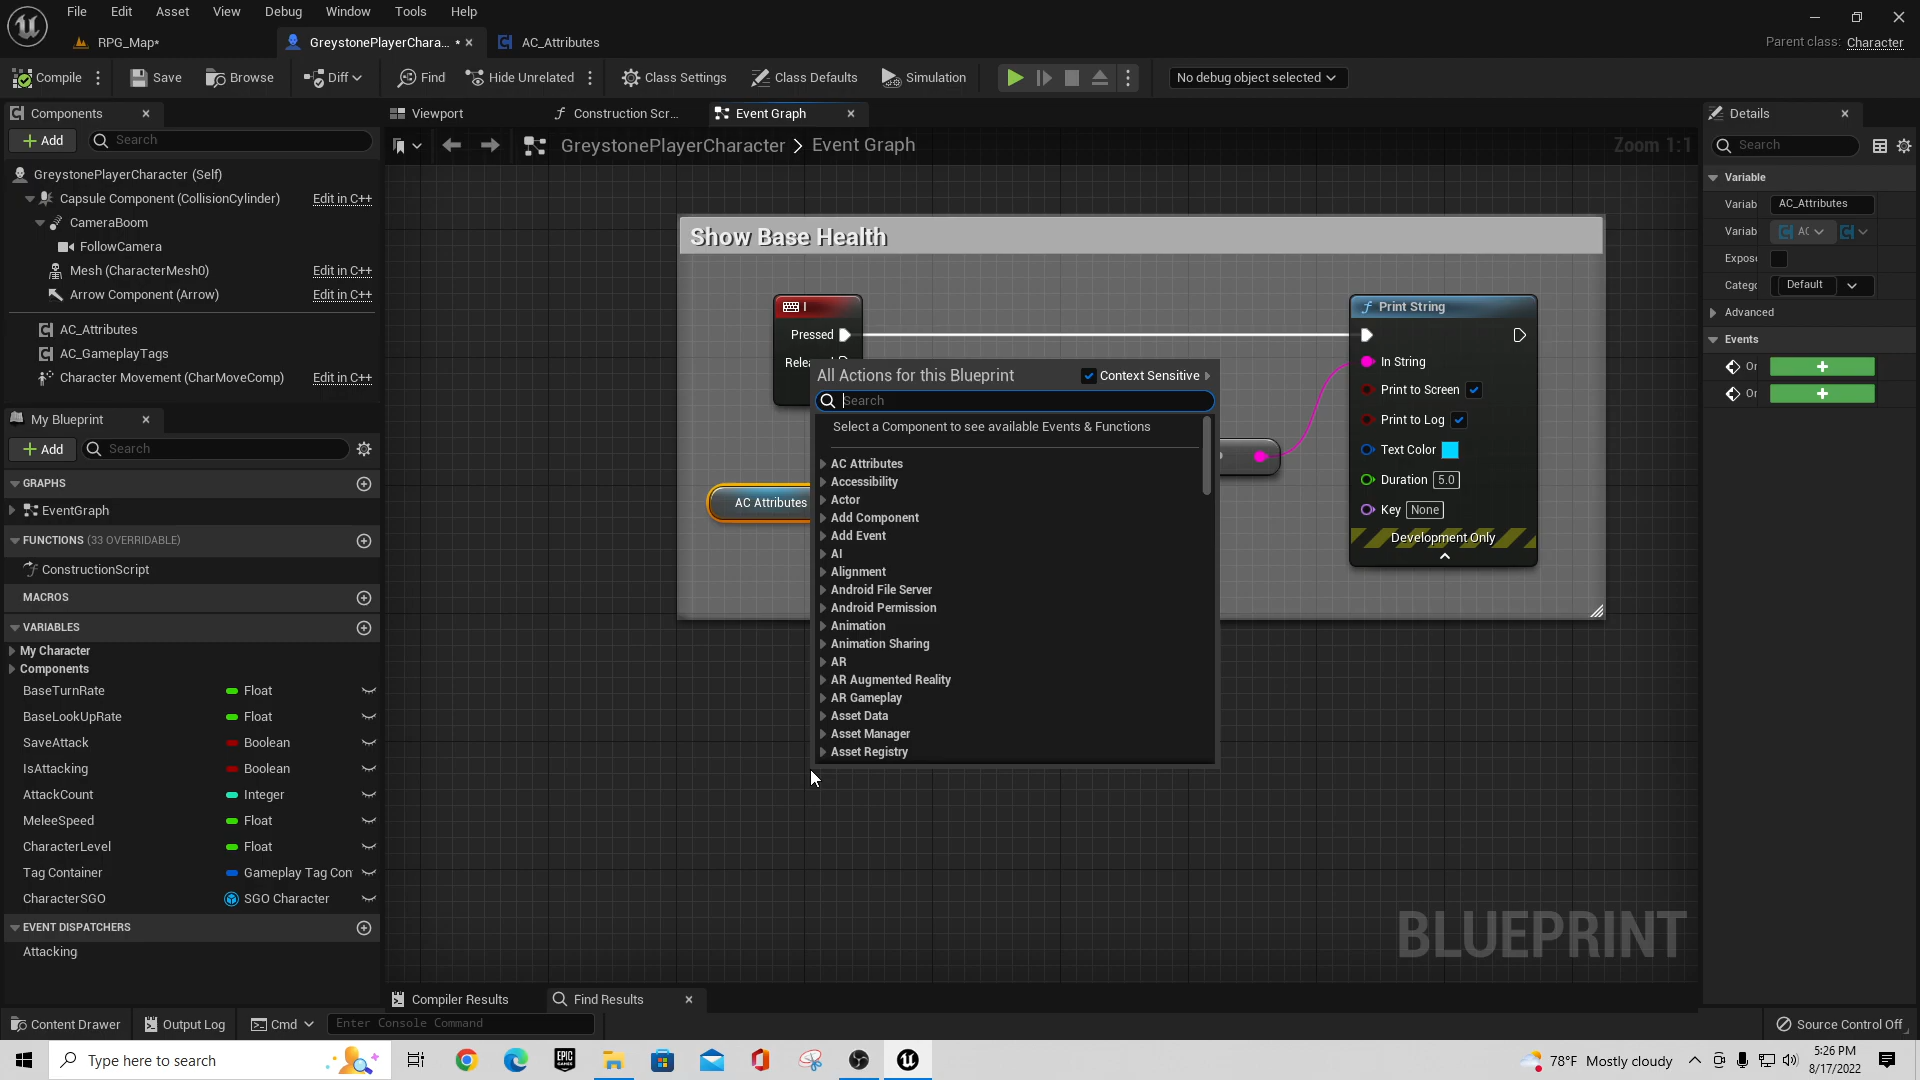 File Edit Asset View Debug Window Tools Help
RPG_Map* GreystonePlayerChara... * AC_Attributes
Parent class: Character
Compile Save Browse Diff Find Hide Unrelated Class Settings Class Defaults Simulation No debug object selected
Components Viewport Construction Scr... Event Graph Details
Add Search GreystonePlayerCharacter > Event Graph Zoom 1:1 Search
GreystonePlayerCharacter (Self)
Capsule Component (CollisionCylinder) Edit in C++
CameraBoom
FollowCamera
Mesh (CharacterMesh0) Edit in C++
Arrow Component (Arrow) Edit in C++
AC_Attributes
AC_GameplayTags
Character Movement (CharMoveComp) Edit in C++
My Blueprint
Add Search
GRAPHS
EventGraph
FUNCTIONS (33 OVERRIDABLE)
ConstructionScript
MACROS
VARIABLES
My Character
Components
BaseTurnRate Float
BaseLookUpRate Float
SaveAttack Boolean
IsAttacking Boolean
AttackCount Integer
MeleeSpeed Float
CharacterLevel Float
Tag Container Gameplay Tag Con
CharacterSGO SGO Character
EVENT DISPATCHERS
Attacking
Show Base Health
I
Pressed
Relea
AC Attributes
All Actions for this Blueprint Context Sensitive
Search
Select a Component to see available Events & Functions
AC Attributes
Accessibility
Actor
Add Component
Add Event
AI
Alignment
Android File Server
Android Permission
Animation
Animation Sharing
AR
AR Augmented Reality
AR Gameplay
Asset Data
Asset Manager
Asset Registry
Print String
In String
Print to Screen
Print to Log
Text Color
Duration 5.0
Key None
Development Only
BLUEPRINT
Variable
Variab AC_Attributes
Variab AC
Expose
Catego Default
Advanced
Events
Or
Or
Compiler Results Find Results
Content Drawer Output Log Cmd Enter Console Command Source Control Off
Type here to search EPIC GAMES 78°F Mostly cloudy 5:26 PM
8/17/2022